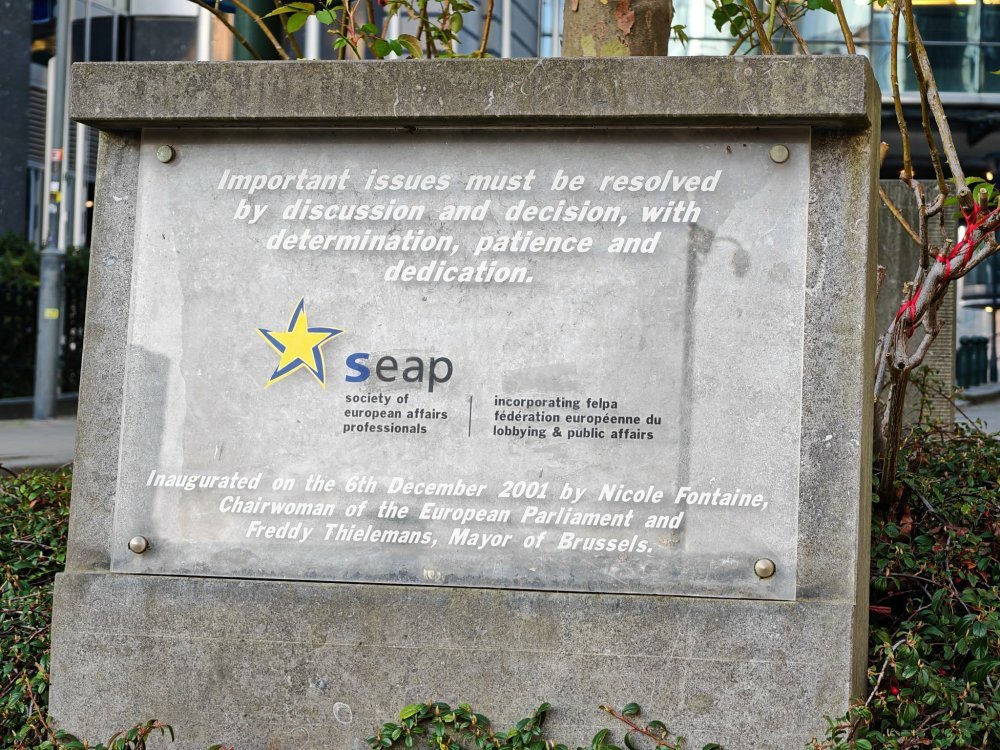 Important issues must be resolved
by discussion and decision, with
determination, patience and
dedication.
seap
society of
european affairs
professionals
incorporating felpa
fédération européenne du
lobbying & public affairs
Inaugurated on the 6th December 2001 by Nicole Fontaine,
Chairwoman of the European Parliament and
Freddy Thielemans, Mayor of Brussels.